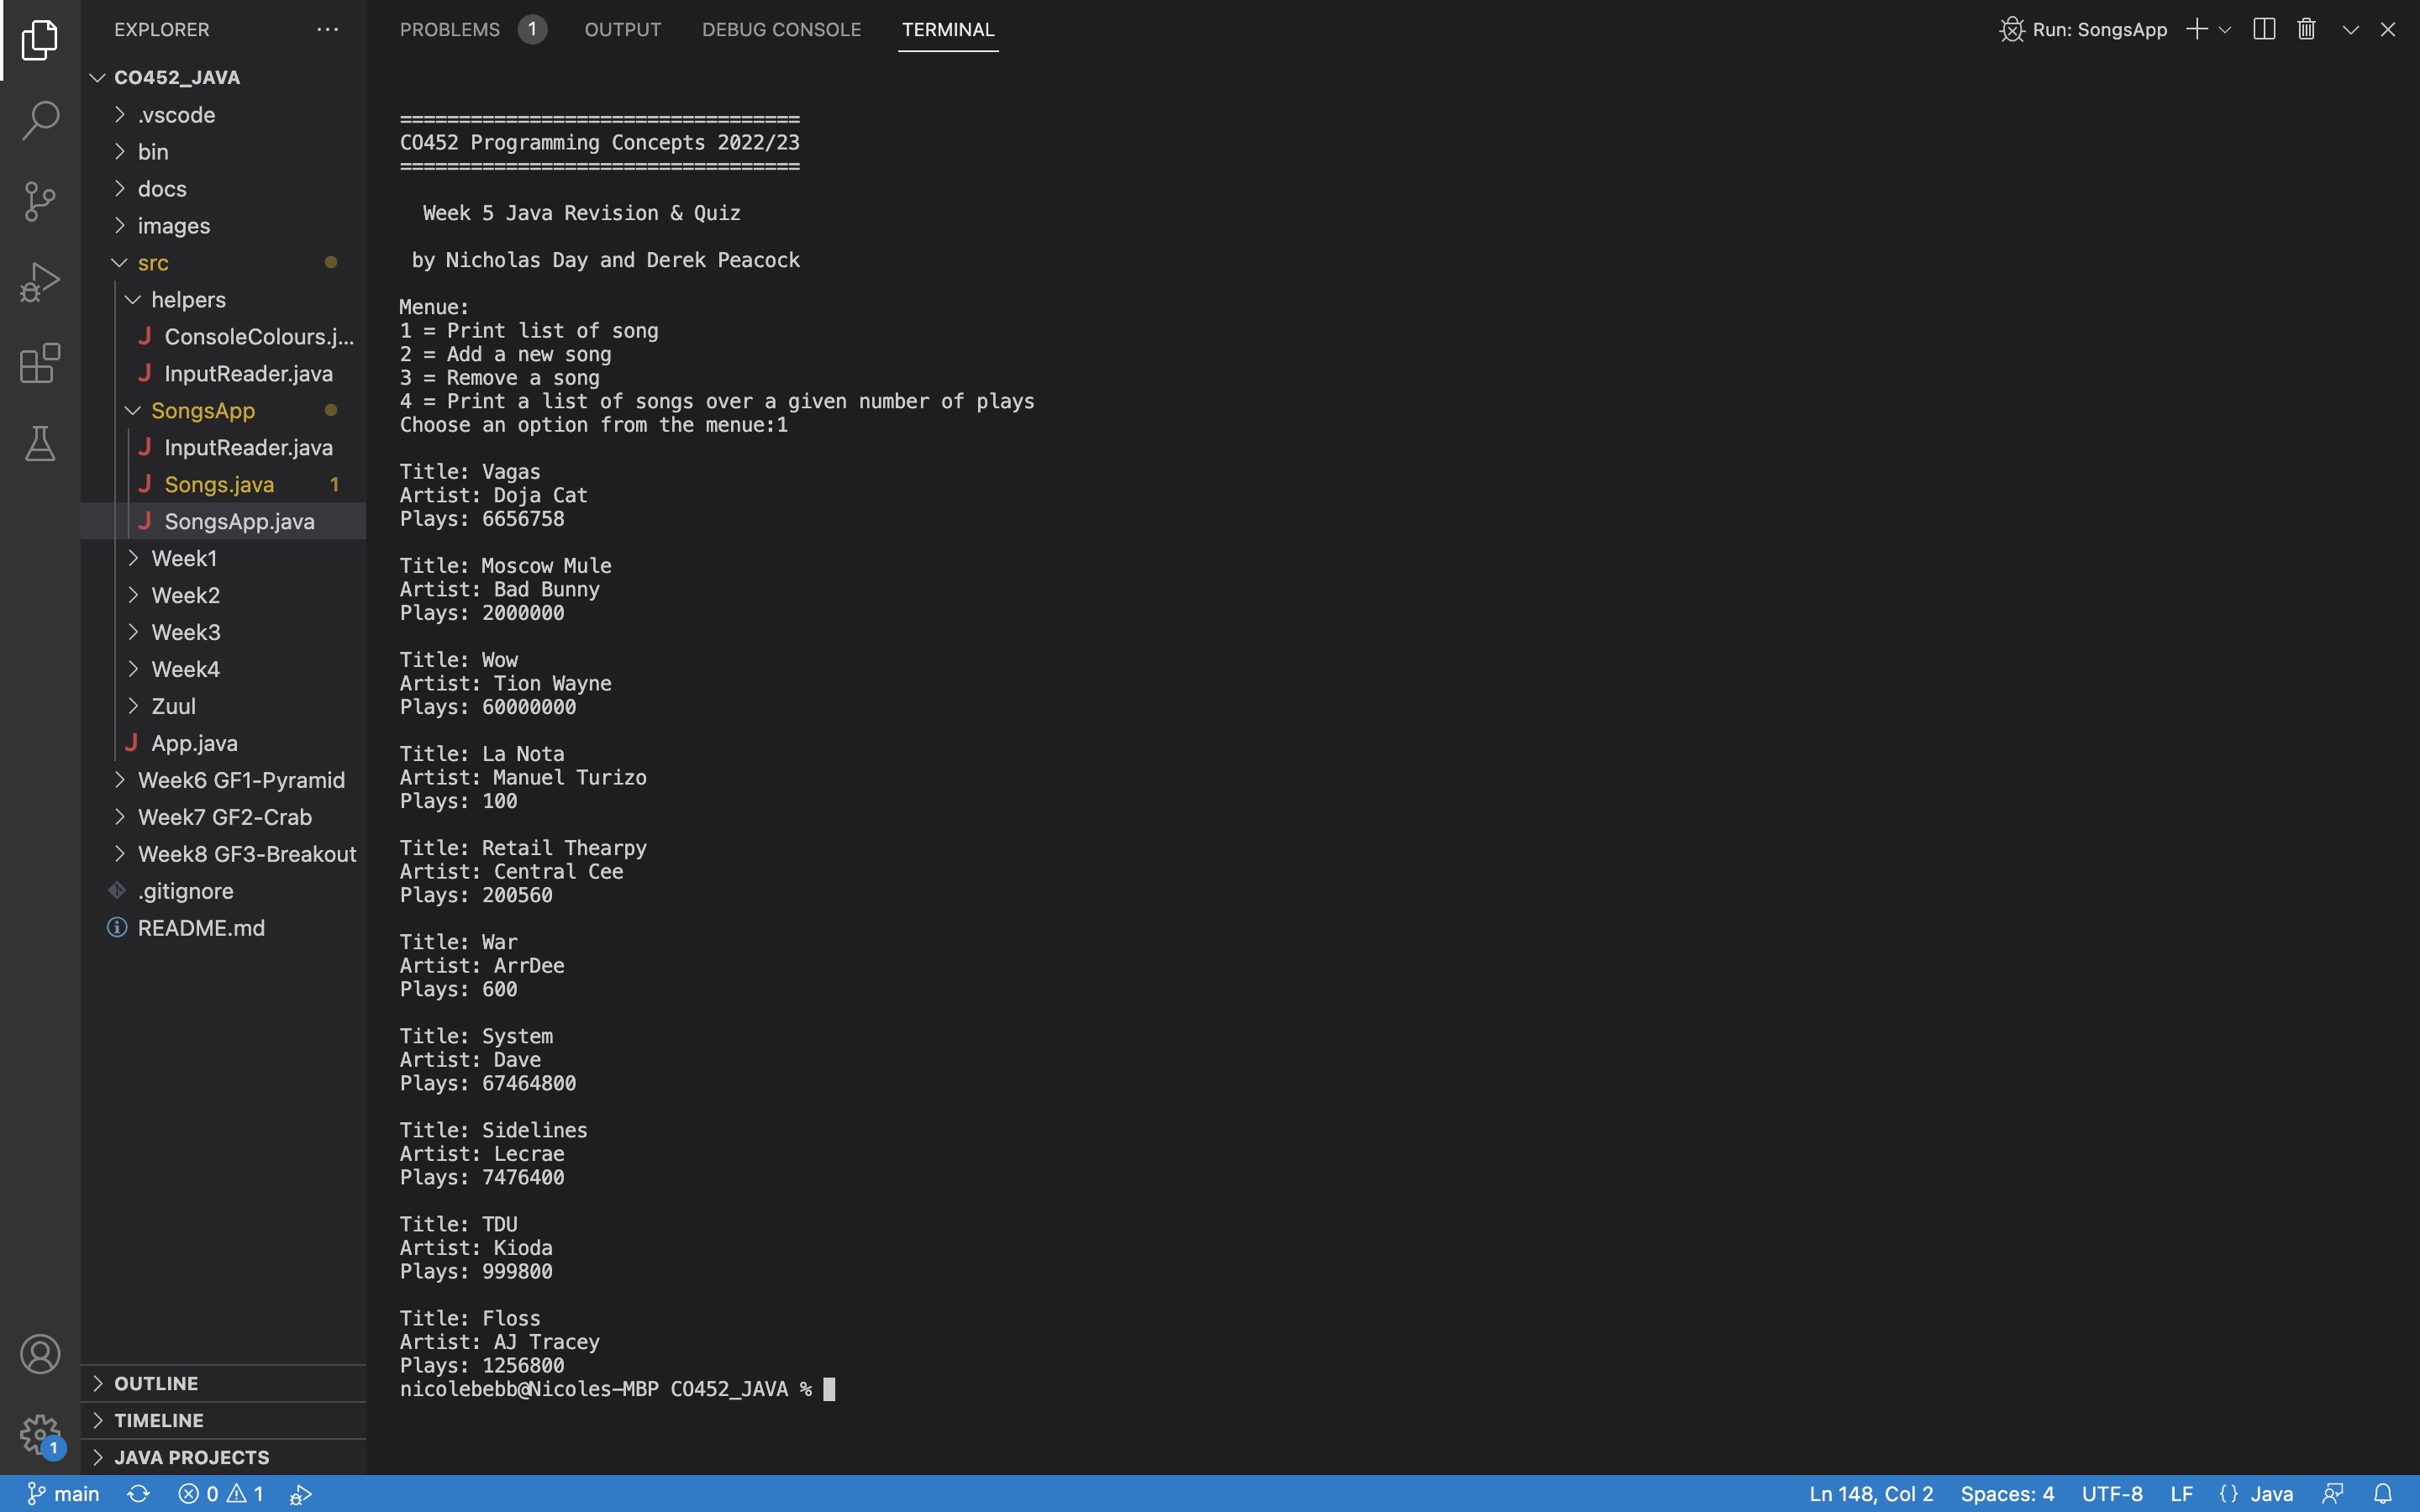 EXPLORER
CO452_JAVA
.vscode
bin
docs
images
src
helpers
ConsoleColours.j...
InputReader.java
SongsApp
InputReader.java
Songs.java 1
SongsApp.java
Week1
Week2
Week3
Week4
Zuul
App.java
Week6 GF1-Pyramid
Week7 GF2-Crab
Week8 GF3-Breakout
.gitignore
README.md
OUTLINE
TIMELINE
JAVA PROJECTS
1
PROBLEMS 1 OUTPUT DEBUG CONSOLE TERMINAL
Run: SongsApp
==================================
CO452 Programming Concepts 2022/23
==================================
Week 5 Java Revision & Quiz
by Nicholas Day and Derek Peacock
Menue:
1 = Print list of song
2 = Add a new song
3 = Remove a song
4 = Print a list of songs over a given number of plays
Choose an option from the menue:1
Title: Vagas
Artist: Doja Cat
Plays: 6656758
Title: Moscow Mule
Artist: Bad Bunny
Plays: 2000000
Title: Wow
Artist: Tion Wayne
Plays: 60000000
Title: La Nota
Artist: Manuel Turizo
Plays: 100
Title: Retail Thearpy
Artist: Central Cee
Plays: 200560
Title: War
Artist: ArrDee
Plays: 600
Title: System
Artist: Dave
Plays: 67464800
Title: Sidelines
Artist: Lecrae
Plays: 7476400
Title: TDU
Artist: Kioda
Plays: 999800
Title: Floss
Artist: AJ Tracey
Plays: 1256800
nicolebebb@Nicoles-MBP CO452_JAVA %
main 0 1
Ln 148, Col 2 Spaces: 4 UTF-8 LF {} Java